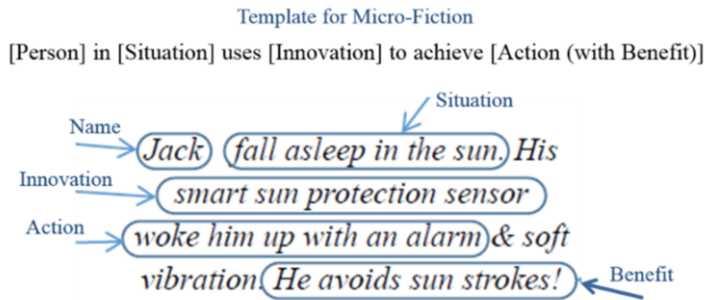 Template for Micro-Fiction
[Person] in [Situation] uses [Innovation] to achieve [Action (with Benefit)]
Situation
Name
Jack fall asleep in the sun. His
Innovation
smart sun protection sensor
Action
woke him up with an alarm & soft
vibration. He avoids sun strokes!
Benefit